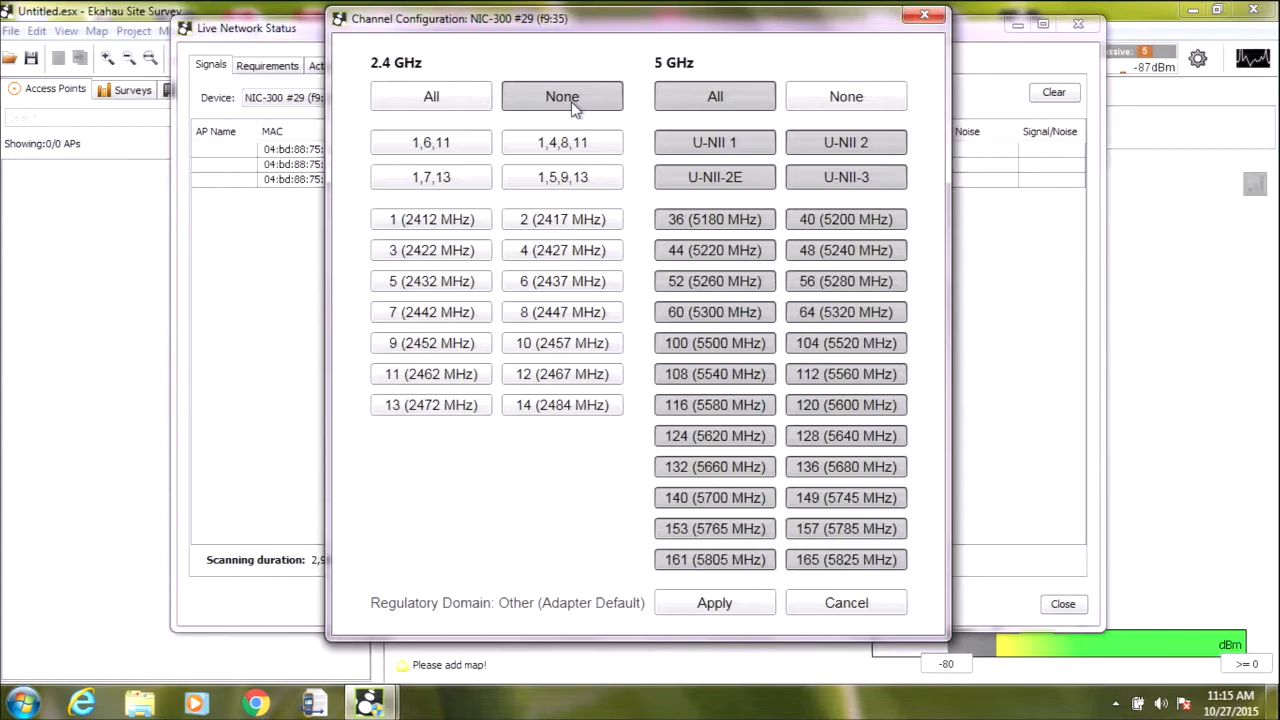 Untitled.esx - Ekahau Site Survey
File Edit View Map Project
Access Points Surveys
Search
Showing:0/0 APs
Live Network Status
Signals Requirements
Device: NIC-300 #29 (f9:
AP Name MAC
04:bd:88:75:
04:bd:88:75:
04:bd:88:75:
Scanning duration: 2,9
Channel Configuration: NIC-300 #29 (f9:35)
2.4 GHz 5 GHz
All None All None
1,6,11 1,4,8,11 U-NII 1 U-NII 2
1,7,13 1,5,9,13 U-NII-2E U-NII-3
1 (2412 MHz) 2 (2417 MHz) 36 (5180 MHz) 40 (5200 MHz)
3 (2422 MHz) 4 (2427 MHz) 44 (5220 MHz) 48 (5240 MHz)
5 (2432 MHz) 6 (2437 MHz) 52 (5260 MHz) 56 (5280 MHz)
7 (2442 MHz) 8 (2447 MHz) 60 (5300 MHz) 64 (5320 MHz)
9 (2452 MHz) 10 (2457 MHz) 100 (5500 MHz) 104 (5520 MHz)
11 (2462 MHz) 12 (2467 MHz) 108 (5540 MHz) 112 (5560 MHz)
13 (2472 MHz) 14 (2484 MHz) 116 (5580 MHz) 120 (5600 MHz)
124 (5620 MHz) 128 (5640 MHz)
132 (5660 MHz) 136 (5680 MHz)
140 (5700 MHz) 149 (5745 MHz)
153 (5765 MHz) 157 (5785 MHz)
161 (5805 MHz) 165 (5825 MHz)
Regulatory Domain: Other (Adapter Default) Apply Cancel
Clear
Noise Signal/Noise
Close
5
-87dBm
dBm
-80 >= 0
Please add map!
11:15 AM
10/27/2015